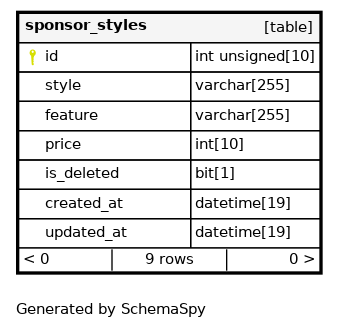 sponsor_styles [table]
id int unsigned[10]
style varchar[255]
feature varchar[255]
price int[10]
is_deleted bit[1]
created_at datetime[19]
updated_at datetime[19]
< 0 9 rows 0 >
Generated by SchemaSpy